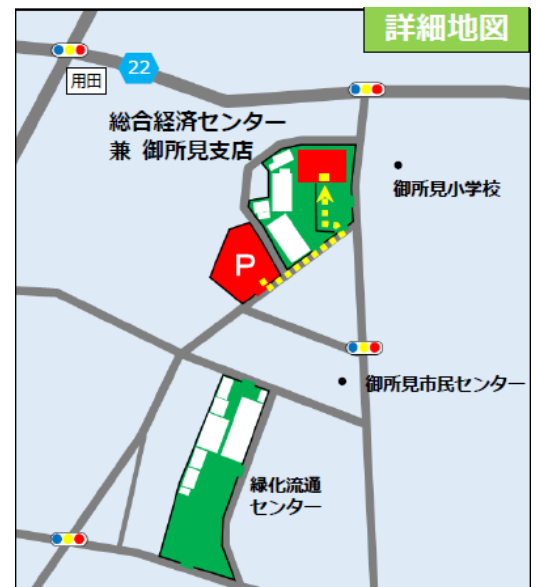 詳細地図
22
用田
総合経済センター
兼 御所見支店
御所見小学校
P
御所見市民センター
緑化流通
センター